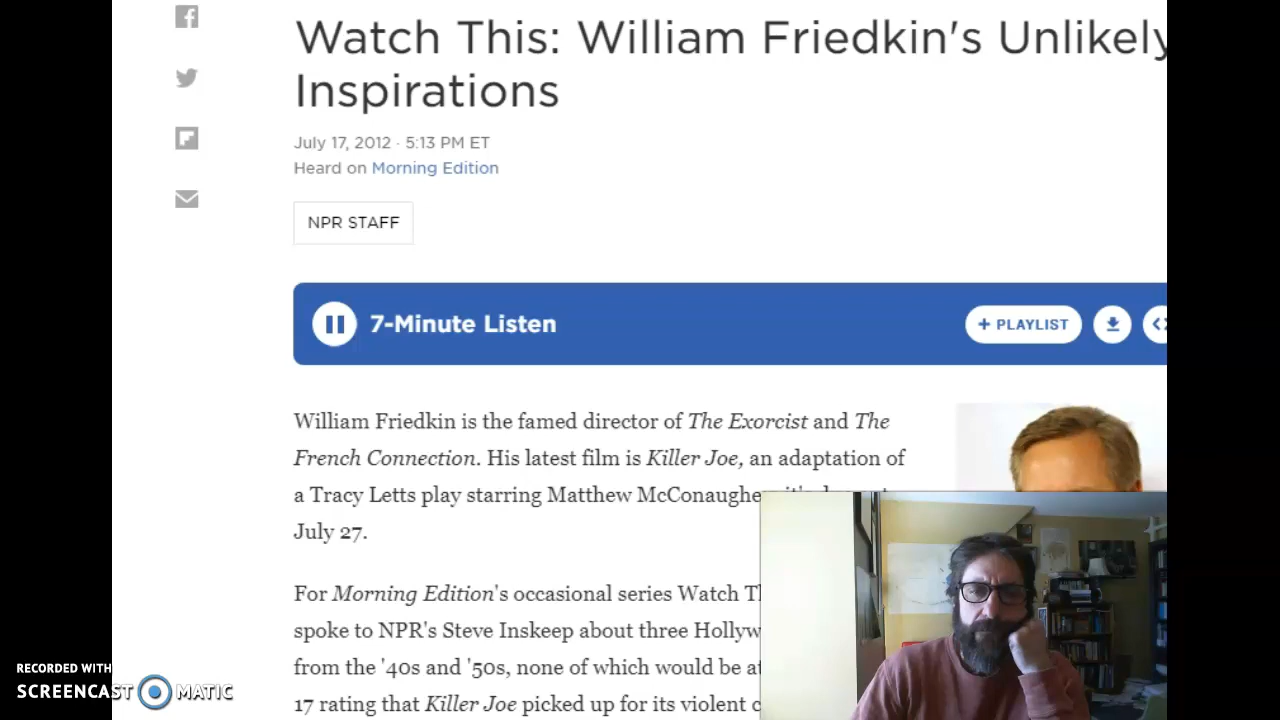 Watch This: William Friedkin's Unlikely
Inspirations
July 17, 2012 · 5:13 PM ET
Heard on Morning Edition
NPR STAFF
7-Minute Listen
+ PLAYLIST
William Friedkin is the famed director of The Exorcist and The
French Connection. His latest film is Killer Joe, an adaptation of
a Tracy Letts play starring Matthew McConaughe
July 27.
For Morning Edition's occasional series Watch T
spoke to NPR's Steve Inskeep about three Hollyw
from the '40s and '50s, none of which would be at
17 rating that Killer Joe picked up for its violent c
RECORDED WITH
SCREENCAST MATIC